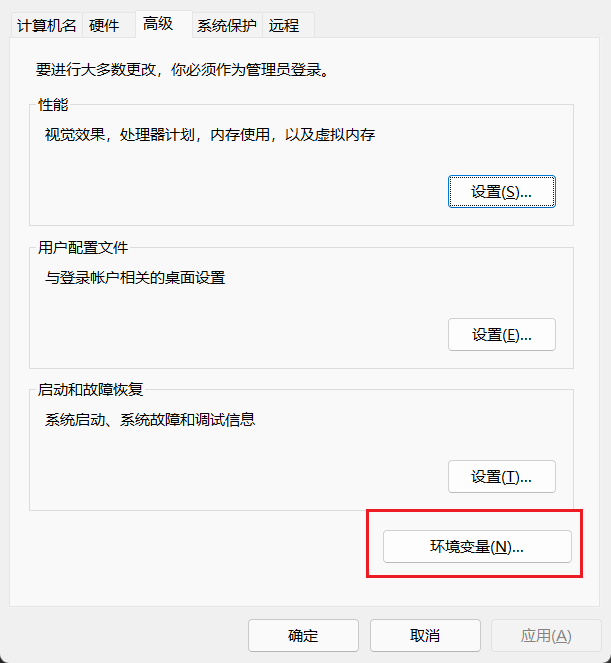 计算机名 硬件 高级 系统保护 远程
要进行大多数更改，你必须作为管理员登录。
性能
视觉效果，处理器计划，内存使用，以及虚拟内存
设置(S)...
用户配置文件
与登录帐户相关的桌面设置
设置(E)...
启动和故障恢复
系统启动、系统故障和调试信息
设置(T)...
环境变量(N)...
确定 取消 应用(A)